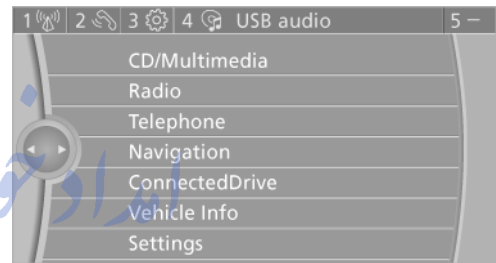 1 2 3 4 USB audio 5 –
CD/Multimedia
Radio
Telephone
Navigation
ConnectedDrive
Vehicle Info
Settings